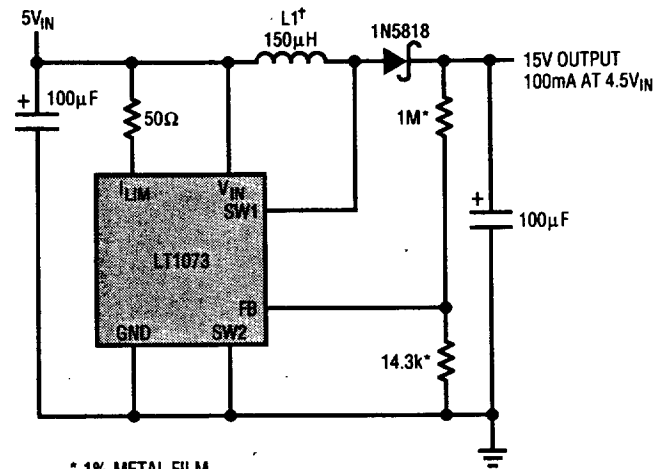 5VIN
L1†
150µH
1N5818
15V OUTPUT
100mA AT 4.5VIN
+
100µF
50Ω
1M*
ILIM
VIN
SW1
+
100µF
LT1073
FB
GND
SW2
14.3k*
* 1% METAL FILM